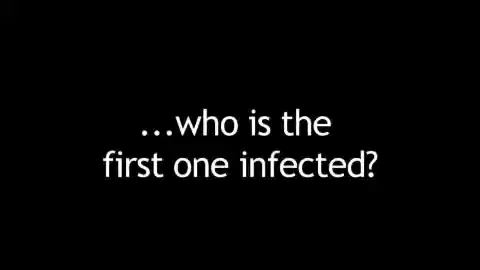 ...who is the
first one infected?